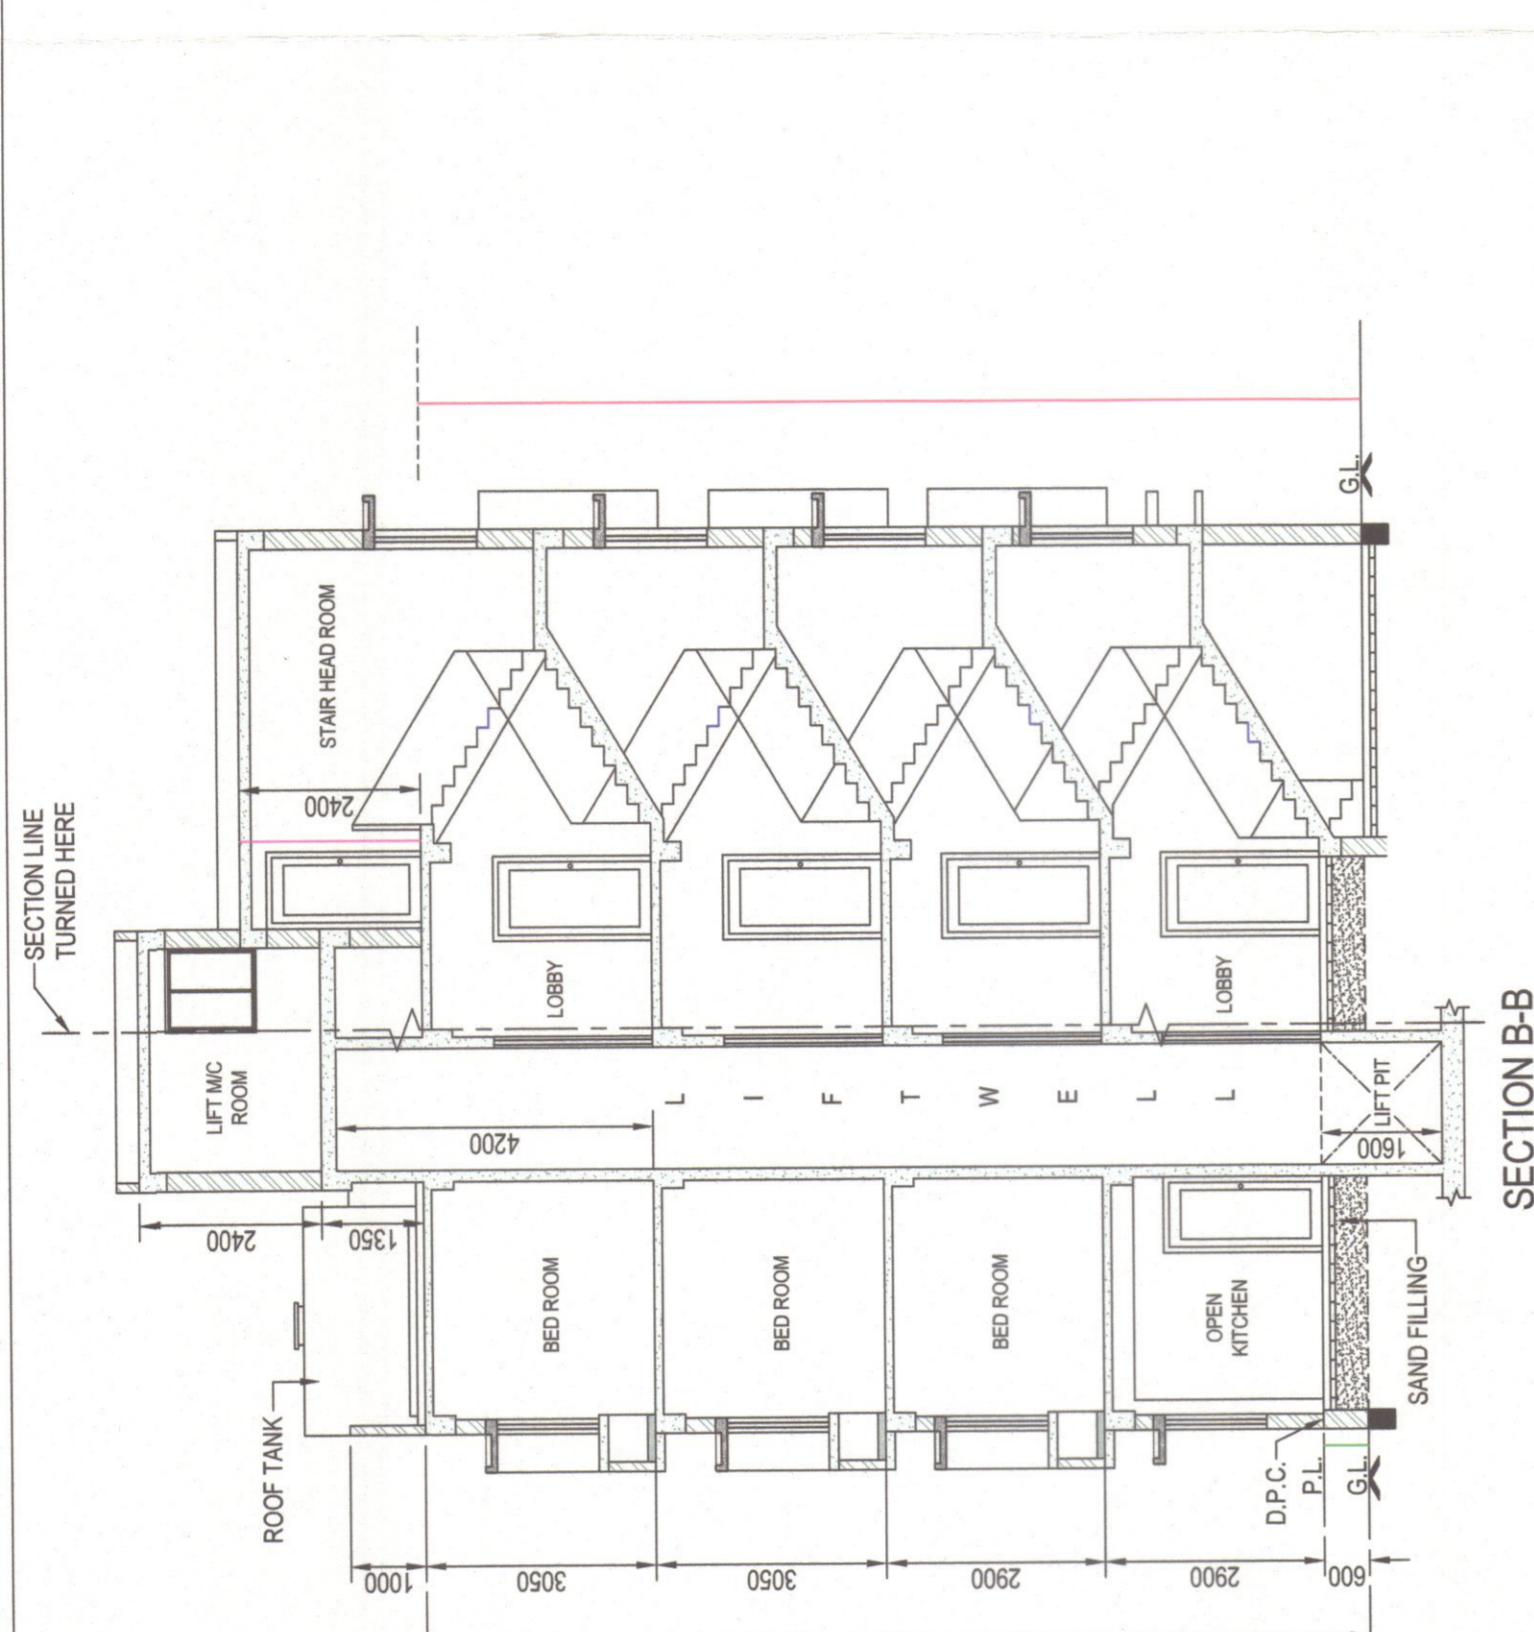 SECTION LINE
TURNED HERE
LIFT M/C
ROOM
STAIR HEAD ROOM
2400
2400
1350
ROOF TANK
4200
1000
3050
3050
2900
2900
600
BED ROOM
BED ROOM
BED ROOM
OPEN
KITCHEN
LOBBY
LOBBY
L I F T W E L L
LIFT PIT
1600
D.P.C.
P.L.
G.L.
G.L.
SAND FILLING
SECTION B-B